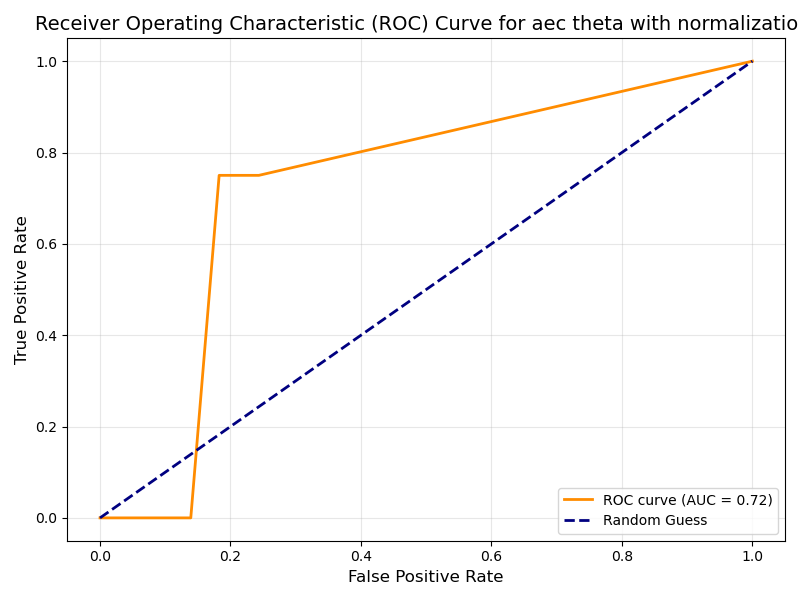 Receiver Operating Characteristic (ROC) Curve for aec theta with normalizatio
1.0
0.8
0.6
0.4
0.2
0.0
True Positive Rate
0.0 0.2 0.4 0.6 0.8 1.0
False Positive Rate
ROC curve (AUC = 0.72)
Random Guess